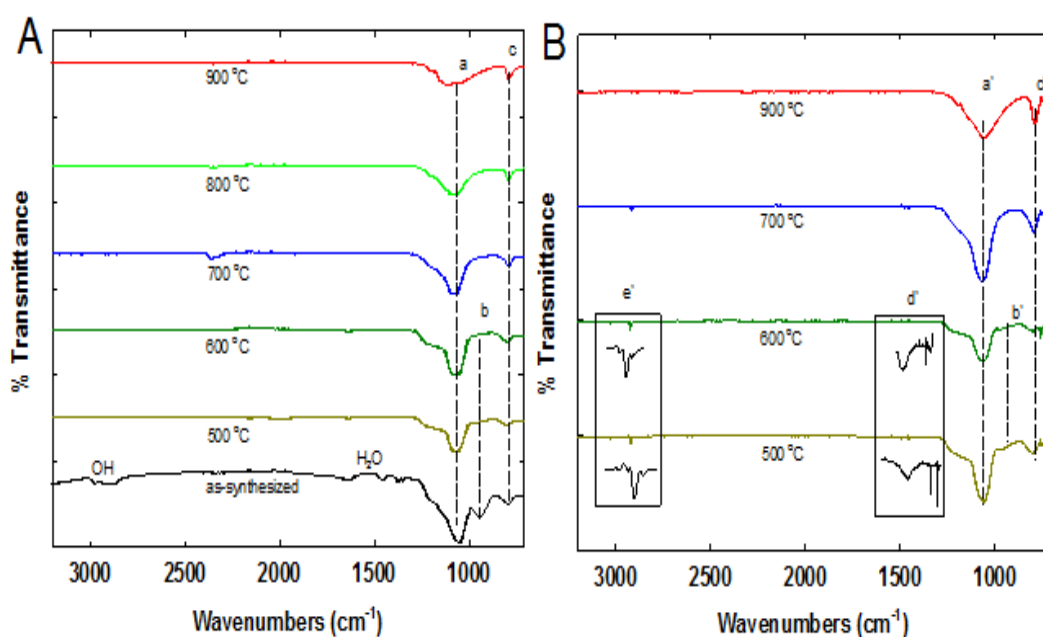 A
a
c
900 °C
800 °C
700 °C
b
600 °C
500 °C
OH
H₂O
as-synthesized
% Transmittance
3000 2500 2000 1500 1000
Wavenumbers (cm⁻¹)
B
a'
c'
900 °C
700 °C
e'
d'
b'
600 °C
500 °C
% Transmittance
3000 2500 2000 1500 1000
Wavenumbers (cm⁻¹)